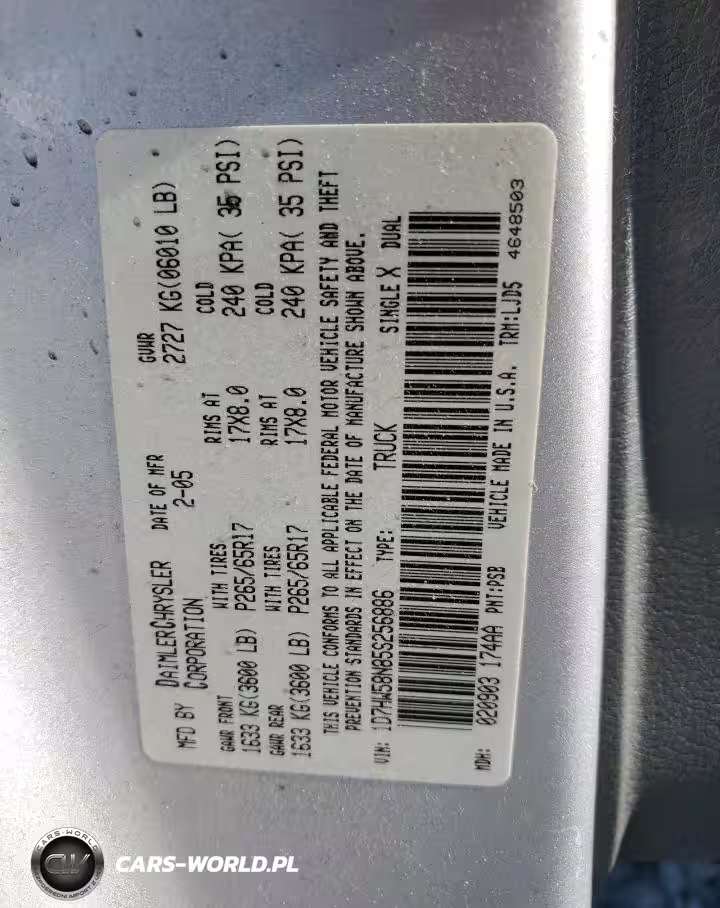 MFD BY DAIMLERCHRYSLER CORPORATION DATE OF MFR 2-05 GVWR 2727 KG(06010 LB)
GAWR FRONT WITH TIRES RIMS AT COLD
1633 KG(3600 LB) P265/65R17 17X8.0 240 KPA( 35 PSI)
GAWR REAR WITH TIRES RIMS AT COLD
1633 KG(3600 LB) P265/65R17 17X8.0 240 KPA( 35 PSI)
THIS VEHICLE CONFORMS TO ALL APPLICABLE FEDERAL MOTOR VEHICLE SAFETY AND THEFT
PREVENTION STANDARDS IN EFFECT ON THE DATE OF MANUFACTURE SHOWN ABOVE.
VIN: 1D7HW58N85S256886 TYPE: TRUCK SINGLE X DUAL
MDH: 020903 174AA PNT:PSB VEHICLE MADE IN U.S.A. TRM:LJD5 4648503
CARS-WORLD
CW
CARS-WORLD.PL